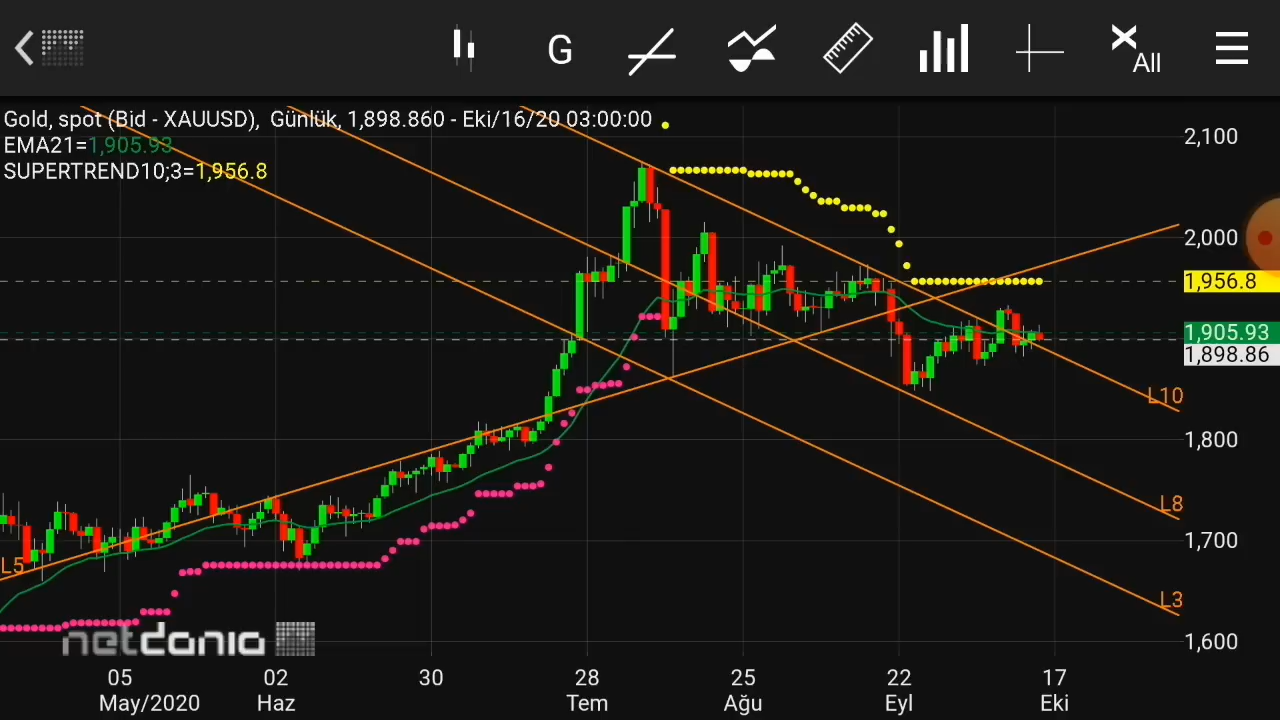 G
All
Gold, spot (Bid - XAUUSD), Günlük, 1,898.860 - Eki/16/20 03:00:00
EMA21=1,905.93
SUPERTREND10;3=1,956.8
2,100
2,000
1,956.8
1,905.93
1,898.86
L10
1,800
L8
1,700
L5
L3
1,600
netdania
05 02 30 28 25 22 17
May/2020 Haz Tem Ağu Eyl Eki